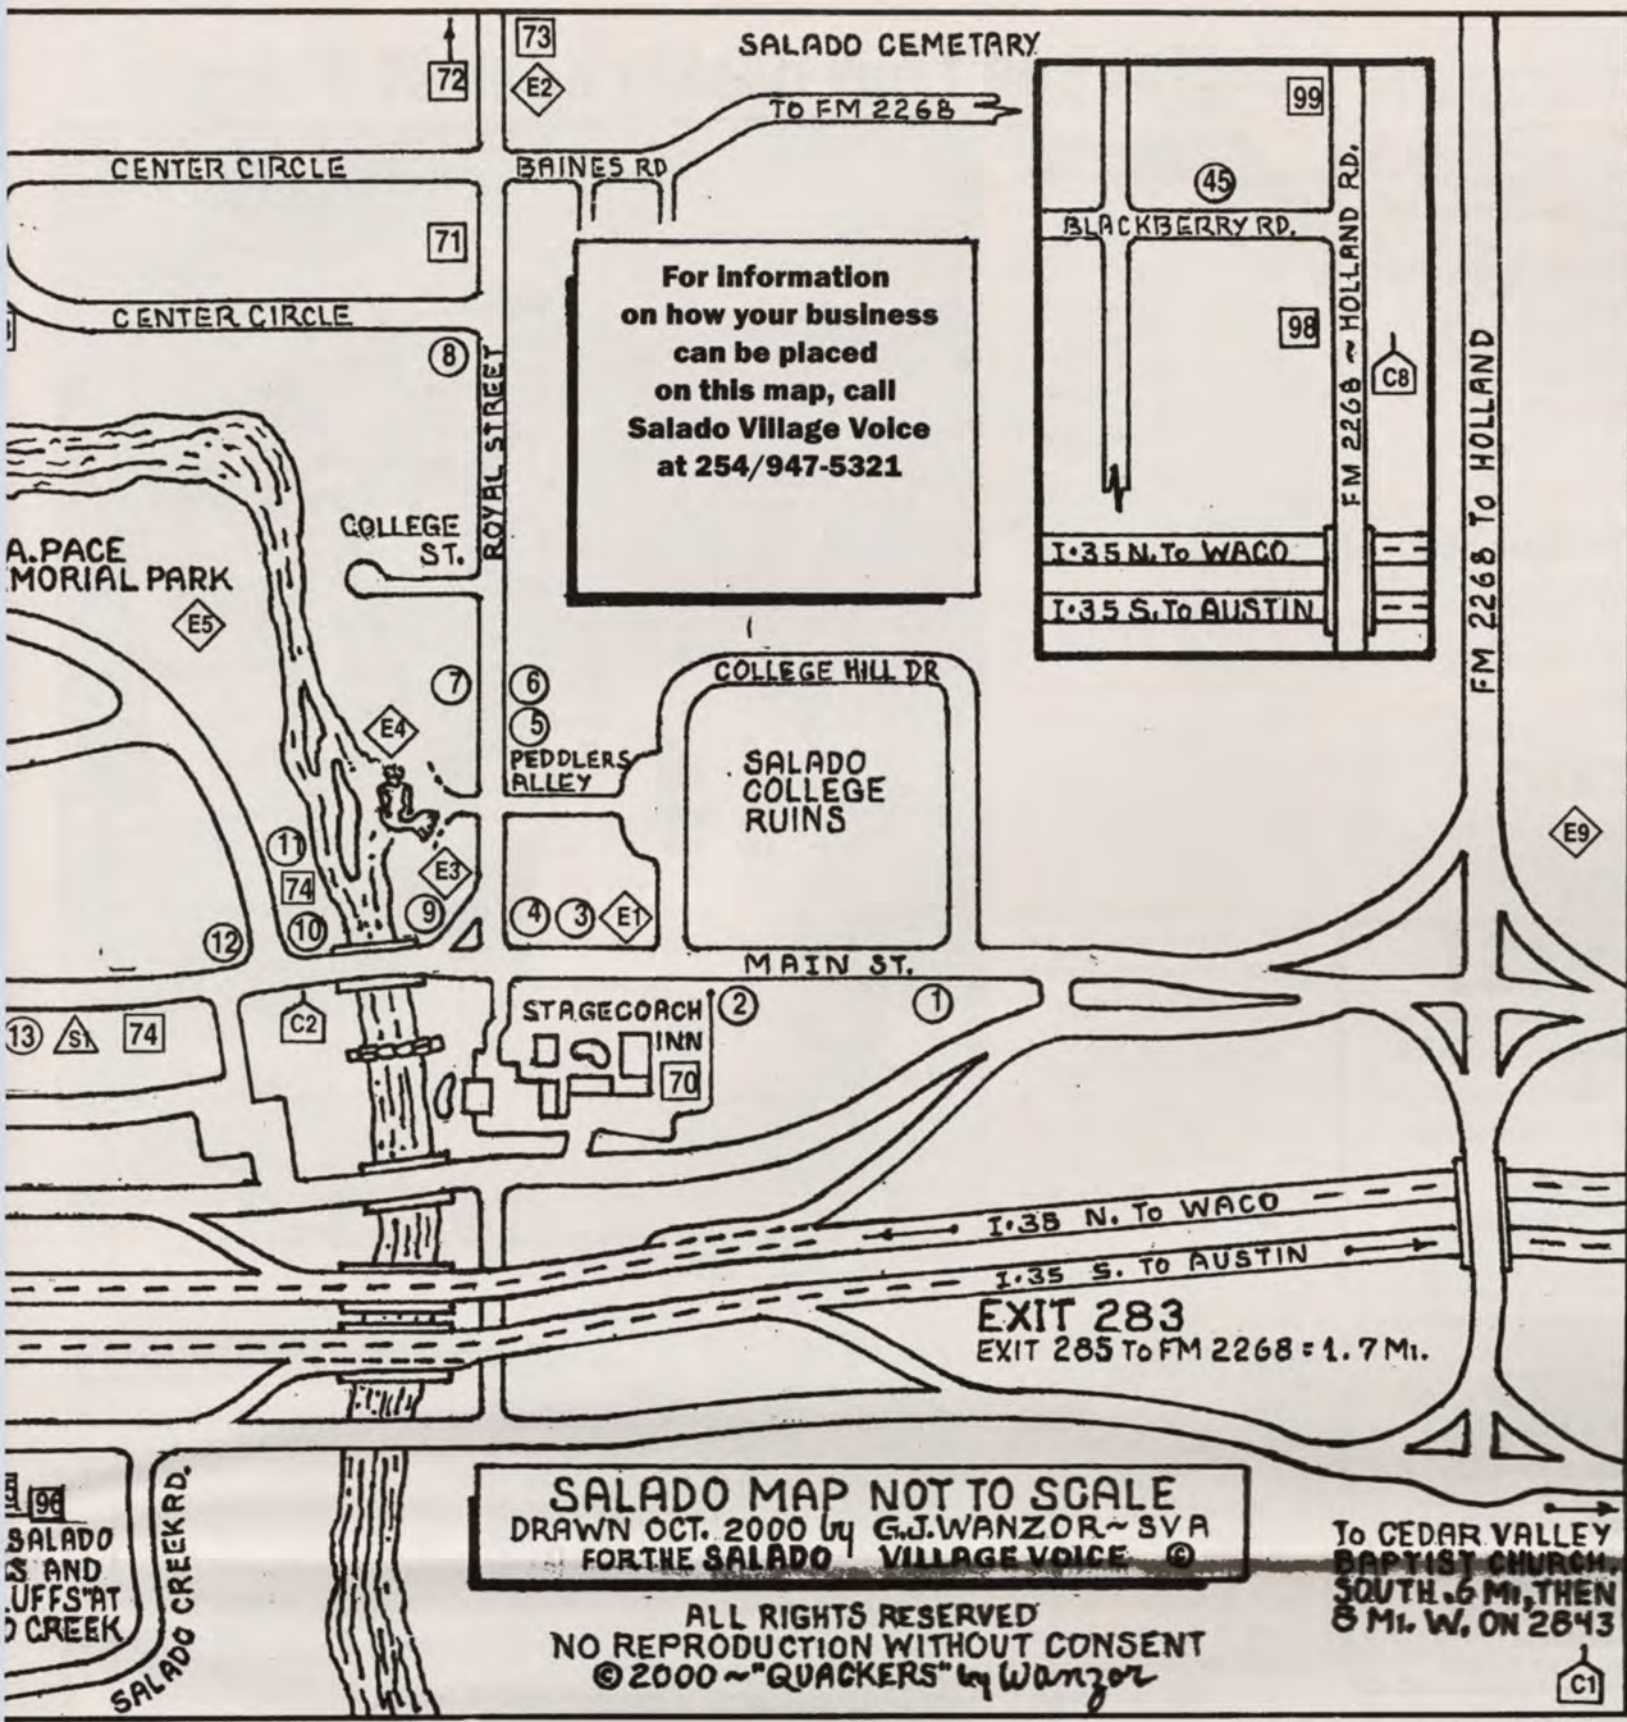 72
73
E2
SALADO CEMETARY
TO FM 2268
CENTER CIRCLE
BAINES RD
71
CENTER CIRCLE
8
ROYAL STREET
For information
on how your business
can be placed
on this map, call
Salado Village Voice
at 254/947-5321
99
45
BLACKBERRY RD.
98
FM 2268 ~ HOLLAND RD.
C8
I·35 N. TO WACO
I·35 S. TO AUSTIN
FM 2268 TO HOLLAND
COLLEGE
ST.
A. PACE
MORIAL PARK
E5
7
6
5
E4
PEDDLERS
ALLEY
COLLEGE HILL DR
SALADO
COLLEGE
RUINS
E9
11
74
10
12
E3
9
4
3
E1
MAIN ST.
13
S1
74
C2
STAGECOACH
INN
70
2
1
I·35 N. TO WACO
I·35 S. TO AUSTIN
EXIT 283
EXIT 285 TO FM 2268 = 1.7 MI.
96
SALADO
S AND
LUFFS" AT
O CREEK
SALADO CREEK RD.
SALADO MAP NOT TO SCALE
DRAWN OCT. 2000 by G.J. WANZOR ~ SVA
FOR THE SALADO VILLAGE VOICE ©
ALL RIGHTS RESERVED
NO REPRODUCTION WITHOUT CONSENT
© 2000 ~ "QUACKERS" by Wanzor
TO CEDAR VALLEY
BAPTIST CHURCH.
SOUTH .6 MI, THEN
8 MI. W. ON 2843
C1